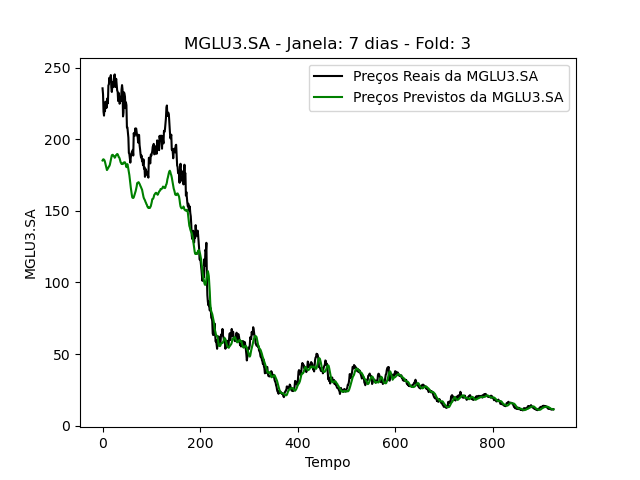 MGLU3.SA - Janela: 7 dias - Fold: 3
Preços Reais da MGLU3.SA
Preços Previstos da MGLU3.SA
250
200
150
100
50
0
MGLU3.SA
0 200 400 600 800
Tempo